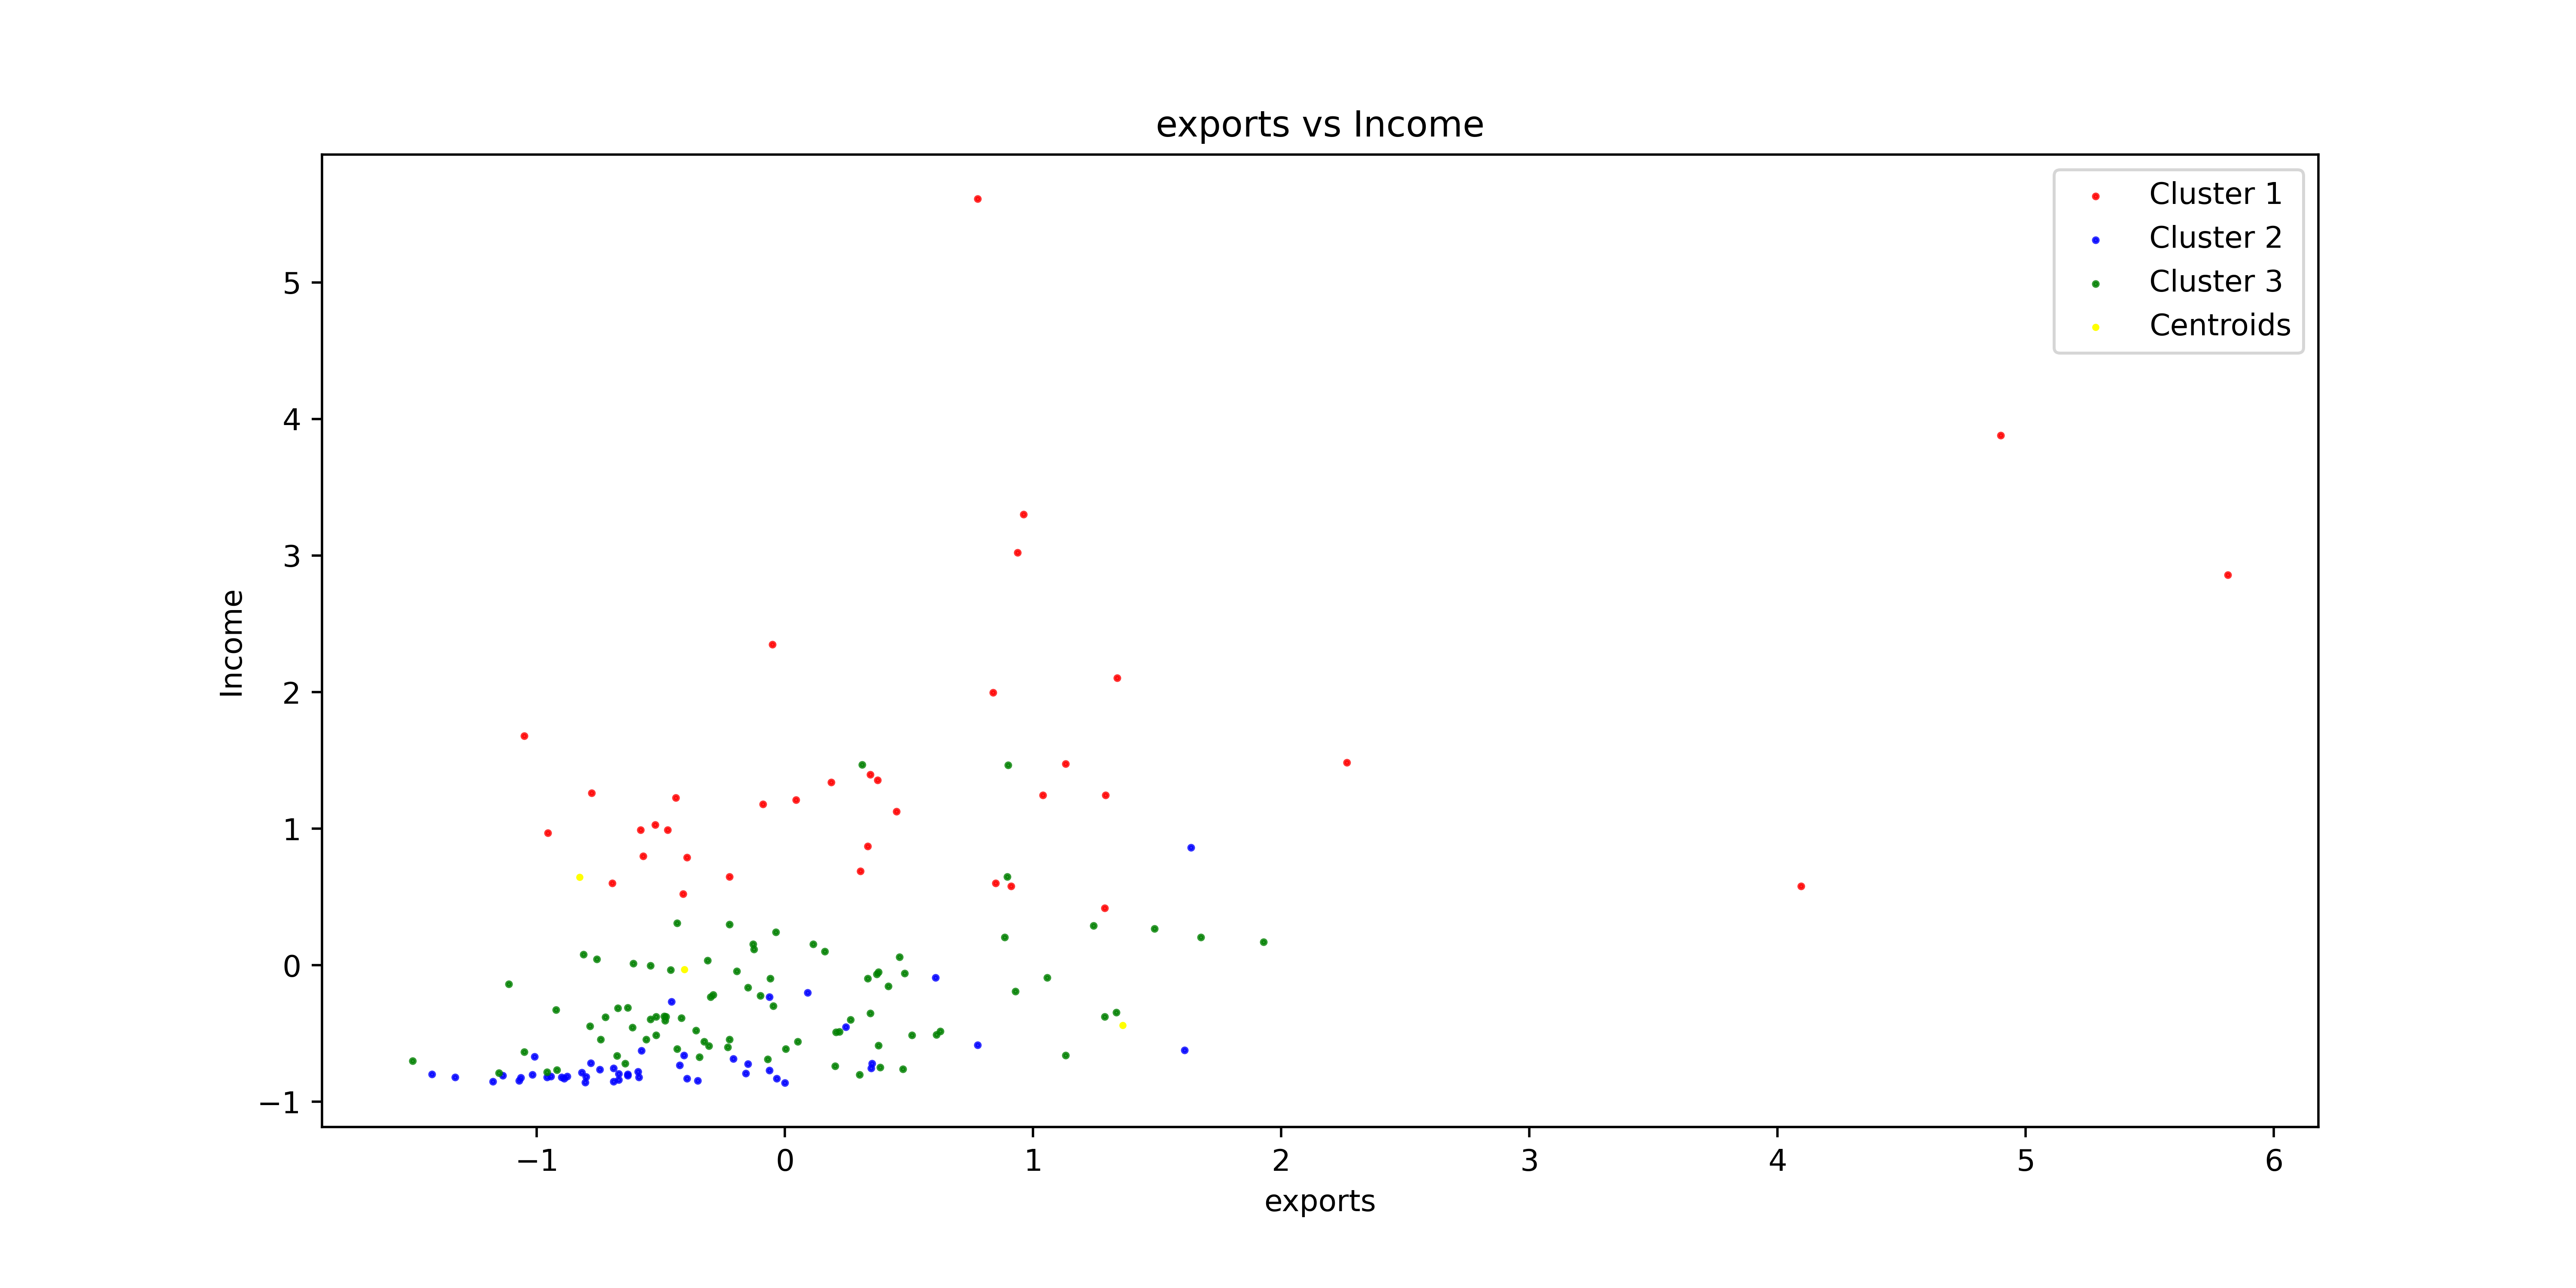 exports vs Income
Cluster 1
Cluster 2
Cluster 3
Centroids
5
4
3
2
1
0
−1
Income
−1 0 1 2 3 4 5 6
exports